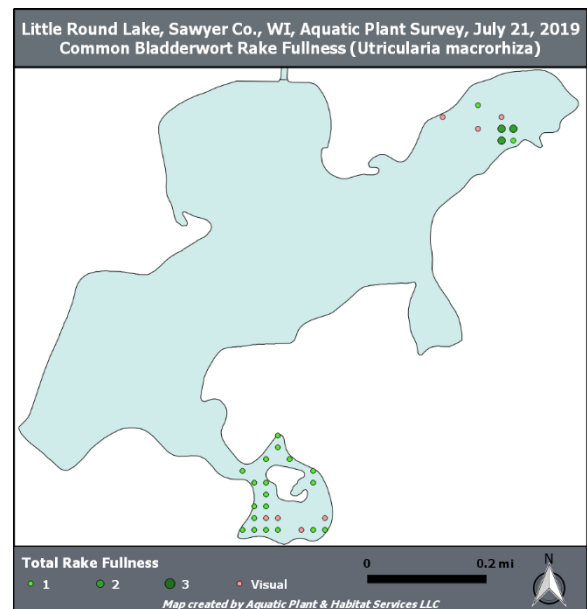 Little Round Lake, Sawyer Co., WI, Aquatic Plant Survey, July 21, 2019
Common Bladderwort Rake Fullness (Utricularia macrorhiza)
Total Rake Fullness
1 2 3 Visual
0 0.2 mi
N
Map created by Aquatic Plant & Habitat Services LLC